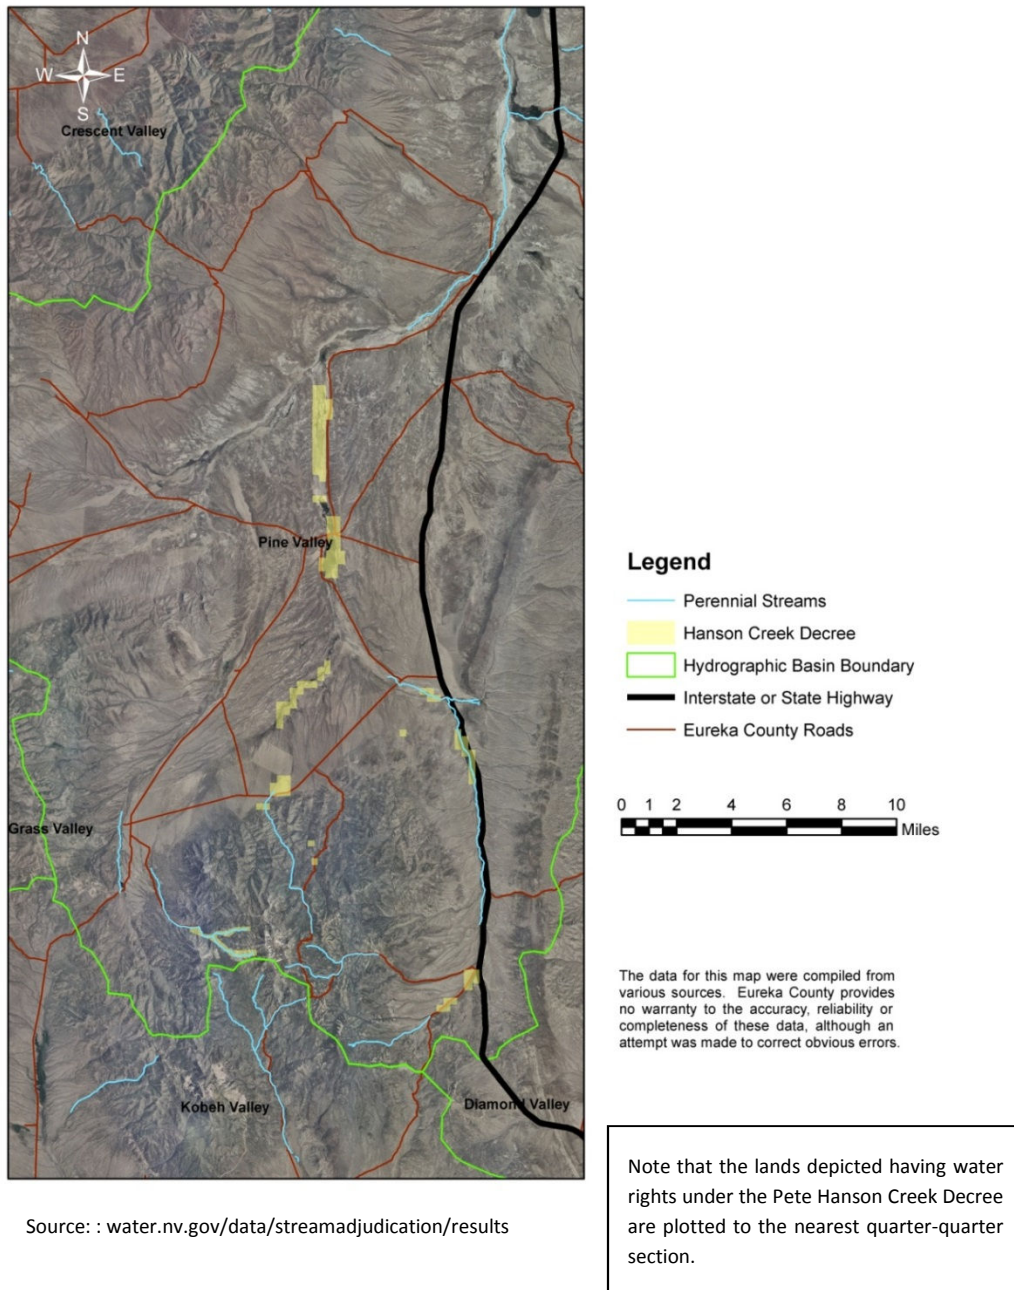 N
W E
S
Crescent Valley
Pine Valley
Grass Valley
Kobeh Valley
Diamond Valley
Legend
Perennial Streams
Hanson Creek Decree
Hydrographic Basin Boundary
Interstate or State Highway
Eureka County Roads
0 1 2 4 6 8 10
Miles
The data for this map were compiled from
various sources. Eureka County provides
no warranty to the accuracy, reliability or
completeness of these data, although an
attempt was made to correct obvious errors.
Note that the lands depicted having water
rights under the Pete Hanson Creek Decree
are plotted to the nearest quarter-quarter
section.
Source: : water.nv.gov/data/streamadjudication/results